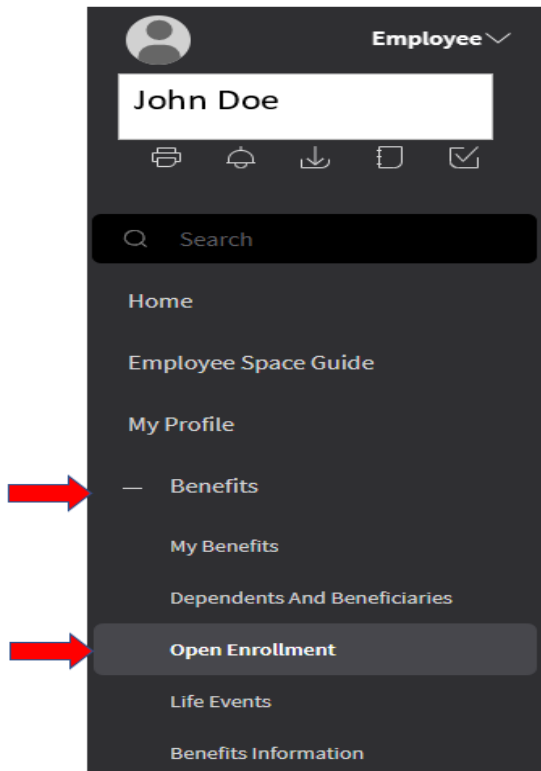 Employee
John Doe
Search
Home
Employee Space Guide
My Profile
Benefits
My Benefits
Dependents And Beneficiaries
Open Enrollment
Life Events
Benefits Information